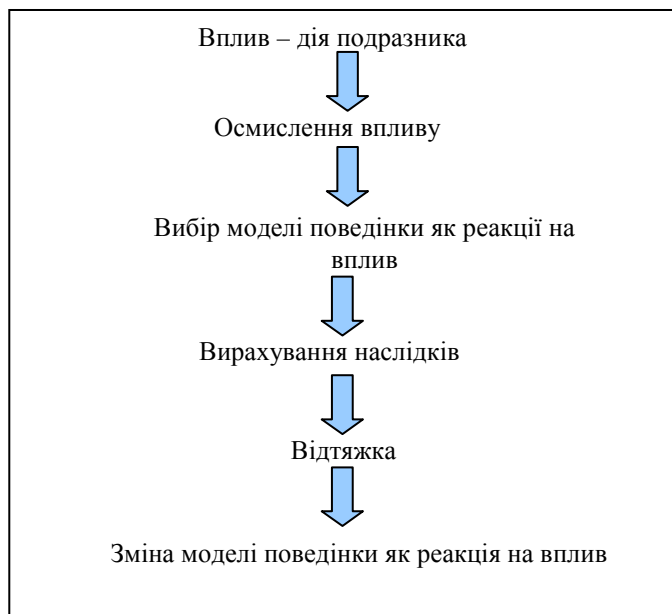 Вплив – дія подразника
Осмислення впливу
Вибір моделі поведінки як реакції на
вплив
Вирахування наслідків
Відтяжка
Зміна моделі поведінки як реакція на вплив